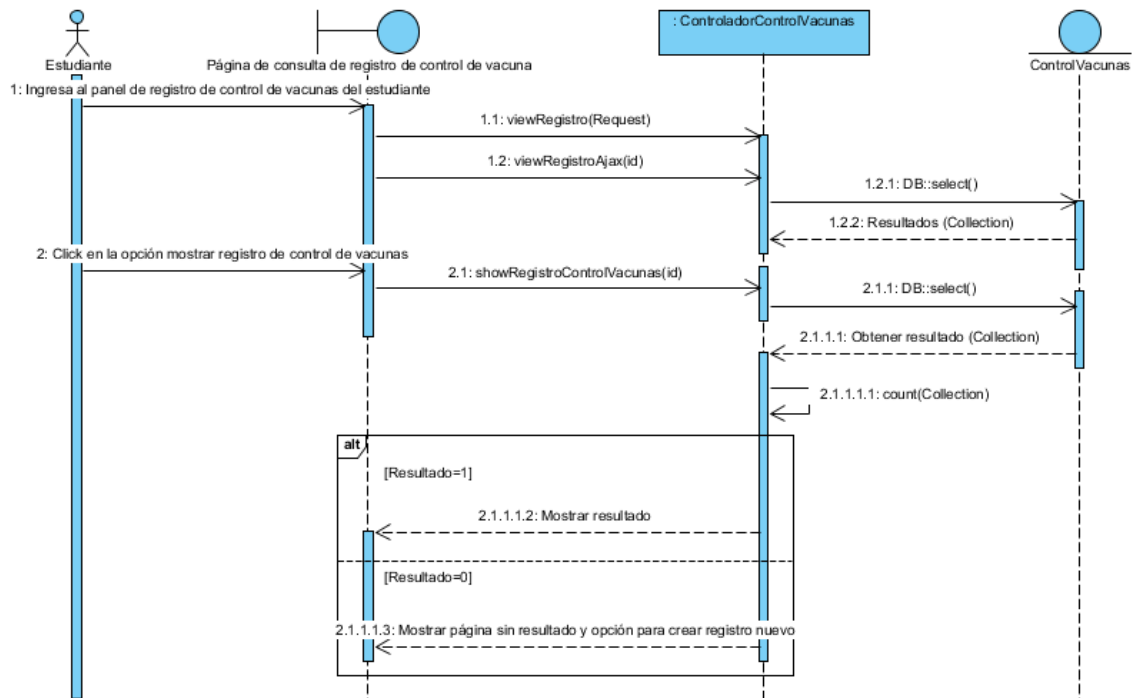 : ControladorControlVacunas
Estudiante
Página de consulta de registro de control de vacuna
ControlVacunas
1: Ingresa al panel de registro de control de vacunas del estudiante
1.1: viewRegistro(Request)
1.2: viewRegistroAjax(id)
1.2.1: DB::select()
1.2.2: Resultados (Collection)
2: Click en la opción mostrar registro de control de vacunas
2.1: showRegistroControlVacunas(id)
2.1.1: DB::select()
2.1.1.1: Obtener resultado (Collection)
2.1.1.1.1: count(Collection)
alt
[Resultado=1]
2.1.1.1.2: Mostrar resultado
[Resultado=0]
2.1.1.1.3: Mostrar página sin resultado y opción para crear registro nuevo